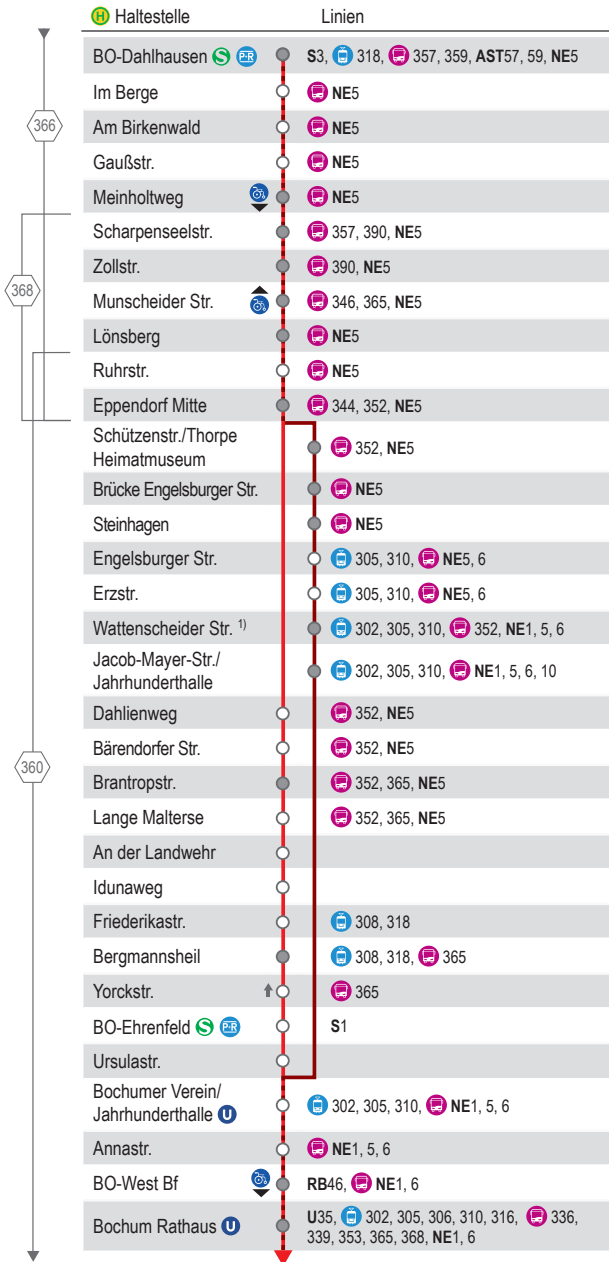 H Haltestelle Linien
BO-Dahlhausen S P+R S3, 318, 357, 359, AST57, 59, NE5
Im Berge NE5
366
Am Birkenwald NE5
Gaußstr. NE5
Meinholtweg NE5
Scharpenseelstr. 357, 390, NE5
Zollstr. 390, NE5
368
Munscheider Str. 346, 365, NE5
Lönsberg NE5
Ruhrstr. NE5
Eppendorf Mitte 344, 352, NE5
Schützenstr./Thorpe
Heimatmuseum 352, NE5
Brücke Engelsburger Str. NE5
Steinhagen NE5
Engelsburger Str. 305, 310, NE5, 6
Erzstr. 305, 310, NE5, 6
Wattenscheider Str. 1) 302, 305, 310, 352, NE1, 5, 6
Jacob-Mayer-Str./
Jahrhunderthalle 302, 305, 310, NE1, 5, 6, 10
Dahlienweg 352, NE5
Bärendorfer Str. 352, NE5
360
Brantropstr. 352, 365, NE5
Lange Malterse 352, 365, NE5
An der Landwehr
Idunaweg
Friederikastr. 308, 318
Bergmannsheil 308, 318, 365
Yorckstr. 365
BO-Ehrenfeld S P+R S1
Ursulastr.
Bochumer Verein/
Jahrhunderthalle U 302, 305, 310, NE1, 5, 6
Annastr. NE1, 5, 6
BO-West Bf RB46, NE1, 6
Bochum Rathaus U U35, 302, 305, 306, 310, 316, 336,
339, 353, 365, 368, NE1, 6